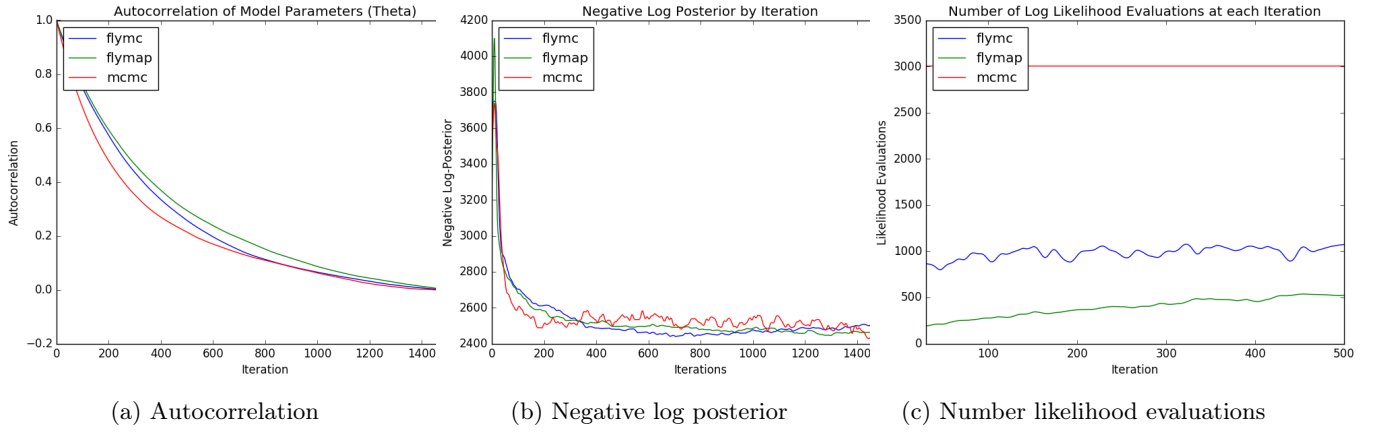 Autocorrelation of Model Parameters (Theta)
1.0
0.8
0.6
0.4
0.2
0.0
−0.2
Autocorrelation
flymc
flymap
mcmc
0 200 400 600 800 1000 1200 1400
Iteration
(a) Autocorrelation
Negative Log Posterior by Iteration
4200
4000
3800
3600
3400
3200
3000
2800
2600
2400
Negative Log-Posterior
flymc
flymap
mcmc
0 200 400 600 800 1000 1200 1400
Iterations
(b) Negative log posterior
Number of Log Likelihood Evaluations at each Iteration
3500
3000
2500
2000
1500
1000
500
0
Likelihood Evaluations
flymc
flymap
mcmc
100 200 300 400 500
Iteration
(c) Number likelihood evaluations